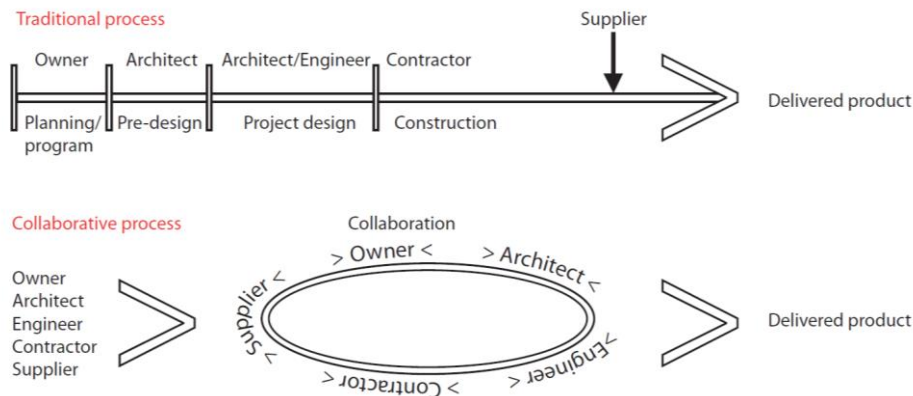 Traditional process
Supplier
Owner
Architect
Architect/Engineer
Contractor
Planning/
program
Pre-design
Project design
Construction
Delivered product
Collaborative process
Collaboration
Owner
Architect
Engineer
Contractor
Supplier
> Owner <
> Architect <
>Engineer <
> Contractor <
> Supplier <
Delivered product